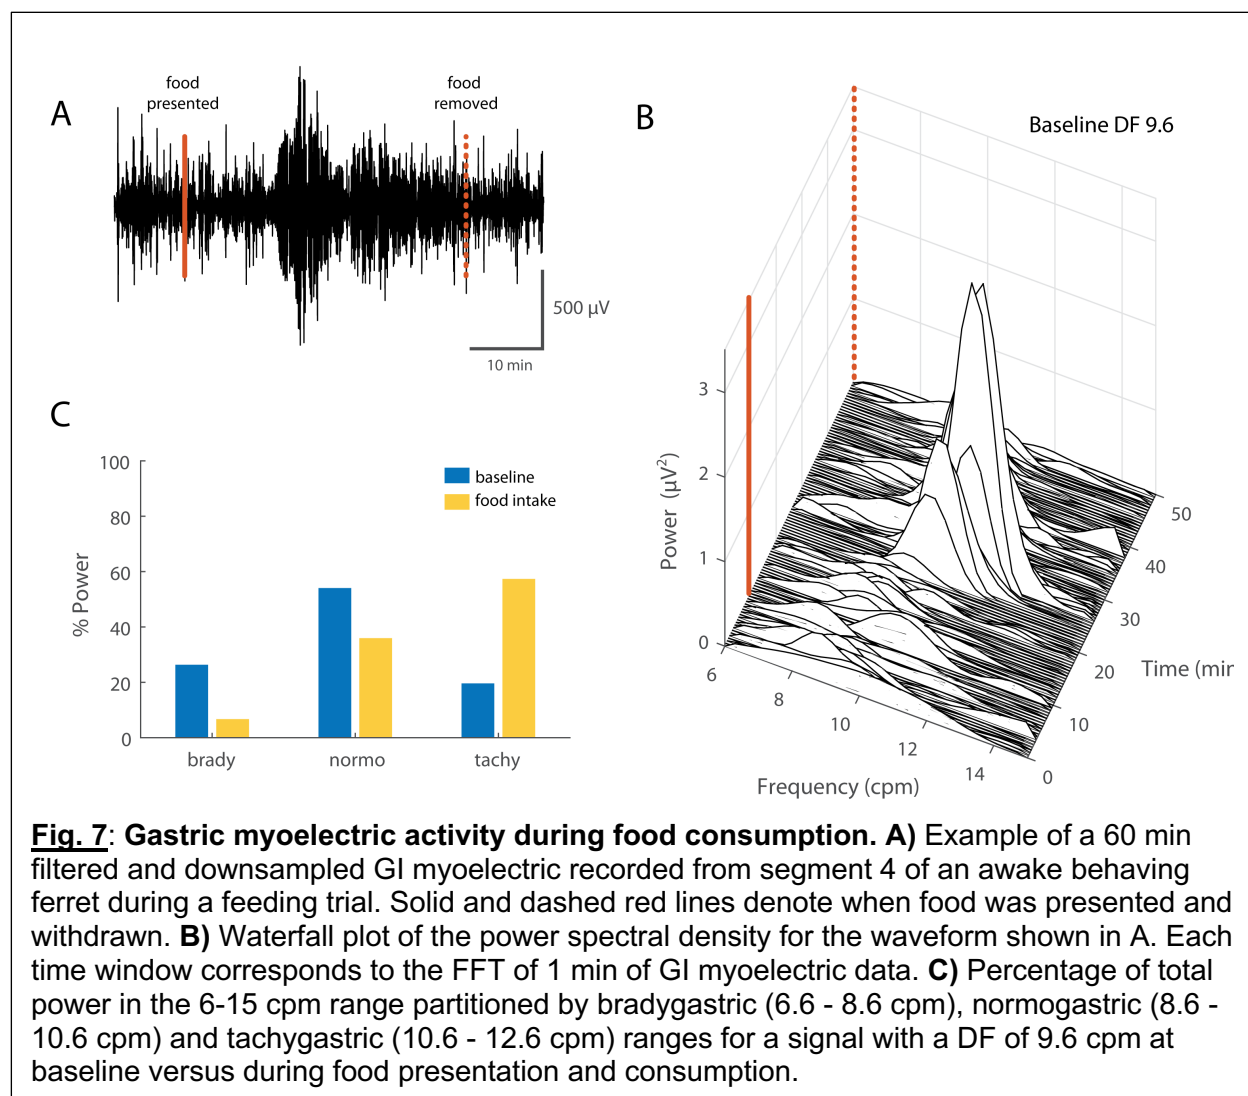 A
food
presented
food
removed
500 µV
10 min
B
Baseline DF 9.6
3
2
1
0
Power (µV²)
6
8
10
12
14
Frequency (cpm)
0
10
20
30
40
50
Time (min
C
100
80
60
40
20
0
% Power
baseline
food intake
brady
normo
tachy
Fig. 7: Gastric myoelectric activity during food consumption. A) Example of a 60 min
filtered and downsampled GI myoelectric recorded from segment 4 of an awake behaving
ferret during a feeding trial. Solid and dashed red lines denote when food was presented and
withdrawn. B) Waterfall plot of the power spectral density for the waveform shown in A. Each
time window corresponds to the FFT of 1 min of GI myoelectric data. C) Percentage of total
power in the 6-15 cpm range partitioned by bradygastric (6.6 - 8.6 cpm), normogastric (8.6 -
10.6 cpm) and tachygastric (10.6 - 12.6 cpm) ranges for a signal with a DF of 9.6 cpm at
baseline versus during food presentation and consumption.